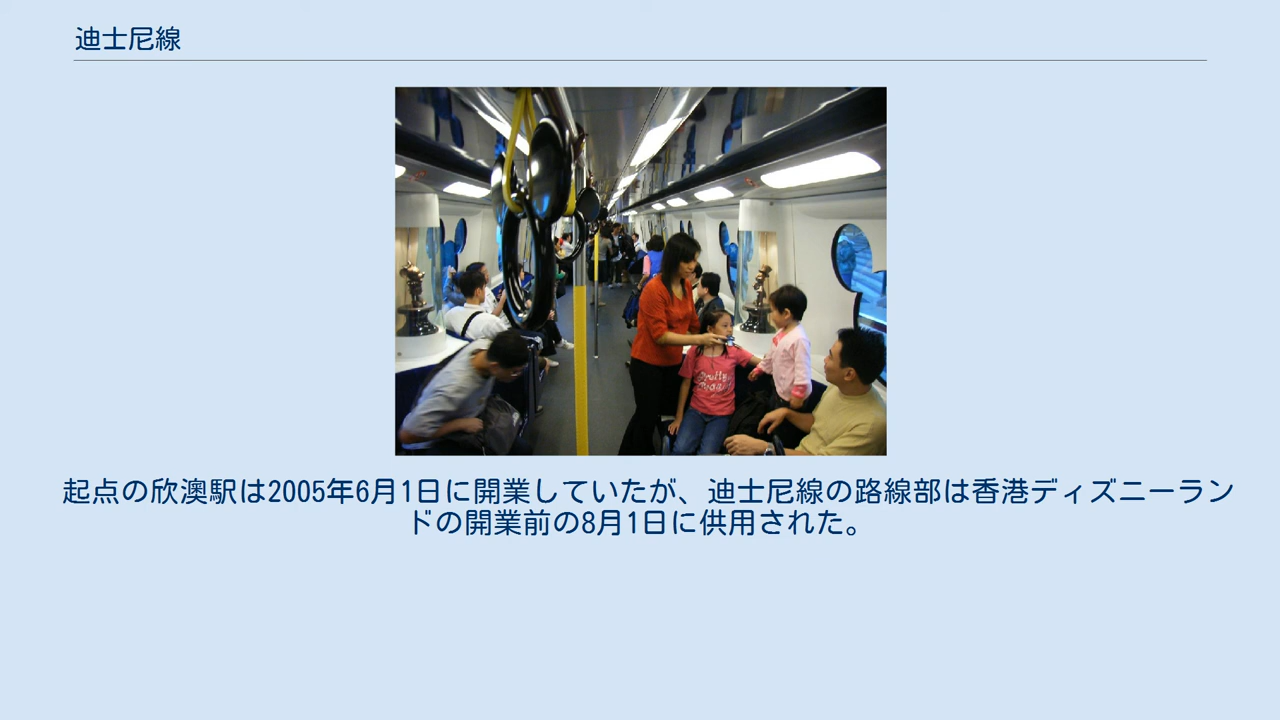 迪士尼線
起点の欣澳駅は2005年6月1日に開業していたが、迪士尼線の路線部は香港ディズニーラン
ドの開業前の8月1日に供用された。